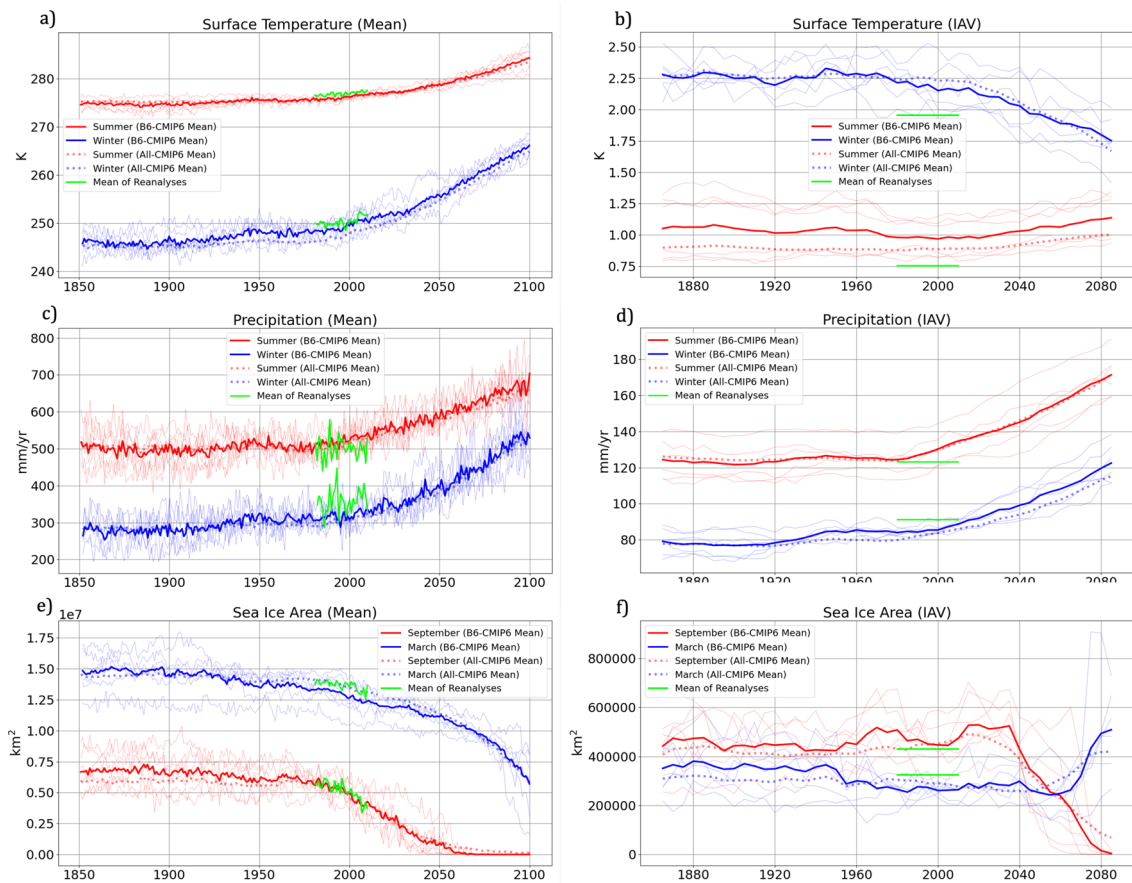 a)
Surface Temperature (Mean)
280
270
260
250
240
K
Summer (B6-CMIP6 Mean)
Winter (B6-CMIP6 Mean)
Summer (All-CMIP6 Mean)
Winter (All-CMIP6 Mean)
Mean of Reanalyses
1850 1900 1950 2000 2050 2100
b)
Surface Temperature (IAV)
2.50
2.25
2.00
1.75
1.50
1.25
1.00
0.75
K
Summer (B6-CMIP6 Mean)
Winter (B6-CMIP6 Mean)
Summer (All-CMIP6 Mean)
Winter (All-CMIP6 Mean)
Mean of Reanalyses
1880 1920 1960 2000 2040 2080
c)
Precipitation (Mean)
800
700
600
500
400
300
200
mm/yr
Summer (B6-CMIP6 Mean)
Winter (B6-CMIP6 Mean)
Summer (All-CMIP6 Mean)
Winter (All-CMIP6 Mean)
Mean of Reanalyses
1850 1900 1950 2000 2050 2100
d)
Precipitation (IAV)
180
160
140
120
100
80
mm/yr
Summer (B6-CMIP6 Mean)
Winter (B6-CMIP6 Mean)
Summer (All-CMIP6 Mean)
Winter (All-CMIP6 Mean)
Mean of Reanalyses
1880 1920 1960 2000 2040 2080
e)
1e7
Sea Ice Area (Mean)
1.75
1.50
1.25
1.00
0.75
0.50
0.25
0.00
km²
September (B6-CMIP6 Mean)
March (B6-CMIP6 Mean)
September (All-CMIP6 Mean)
March (All-CMIP6 Mean)
Mean of Reanalyses
1850 1900 1950 2000 2050 2100
f)
Sea Ice Area (IAV)
800000
600000
400000
200000
0
km²
September (B6-CMIP6 Mean)
March (B6-CMIP6 Mean)
September (All-CMIP6 Mean)
March (All-CMIP6 Mean)
Mean of Reanalyses
1880 1920 1960 2000 2040 2080